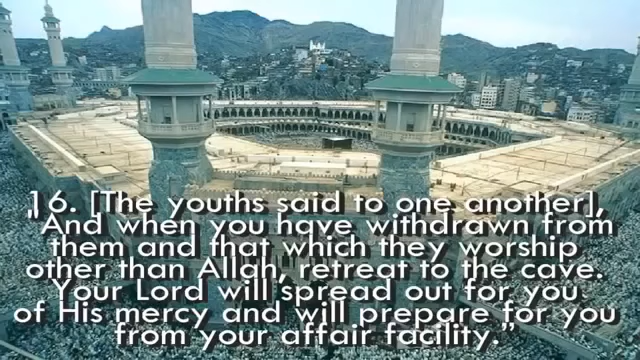 16. [The youths said to one another],
"And when you have withdrawn from
them and that which they worship
other than Allah, retreat to the cave.
Your Lord will spread out for you
of His mercy and will prepare for you
from your affair facility."